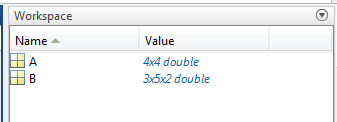 Workspace
Name Value
A 4x4 double
B 3x5x2 double